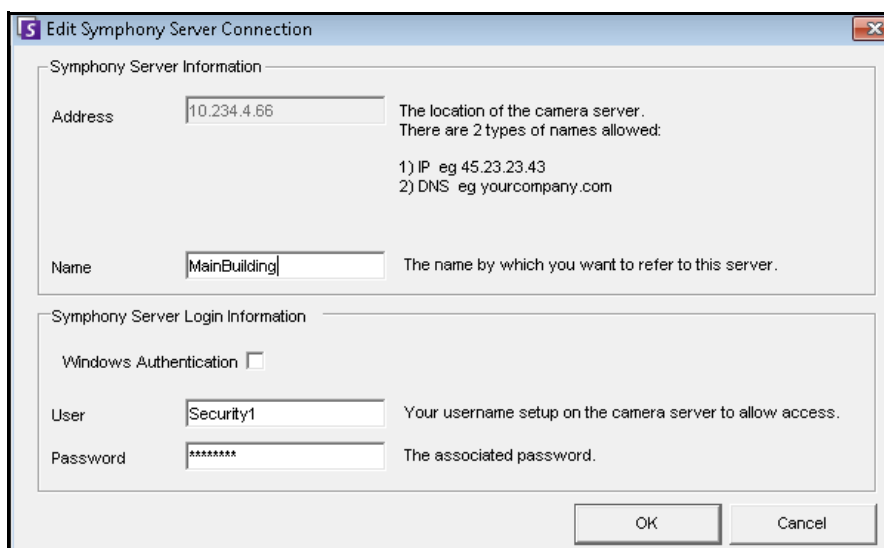 Edit Symphony Server Connection
Symphony Server Information
Address 10.234.4.66 The location of the camera server.
There are 2 types of names allowed:
1) IP eg 45.23.23.43
2) DNS eg yourcompany.com
Name MainBuilding The name by which you want to refer to this server.
Symphony Server Login Information
Windows Authentication
User Security1 Your username setup on the camera server to allow access.
Password ******** The associated password.
OK Cancel